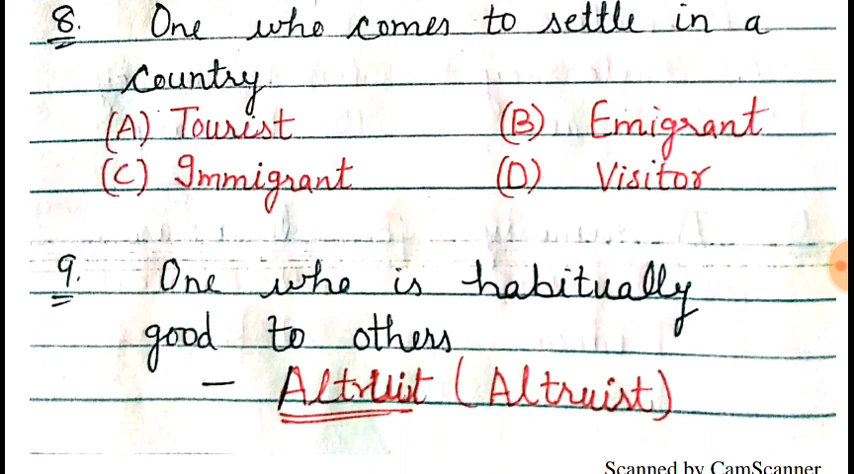 8. One who comes to settle in a
Country
(A) Tourist (B) Emigrant
(C) Immigrant (D) Visitor
9. One who is habitually
good to others
— Altruist (Altruist)
Scanned by CamScanner